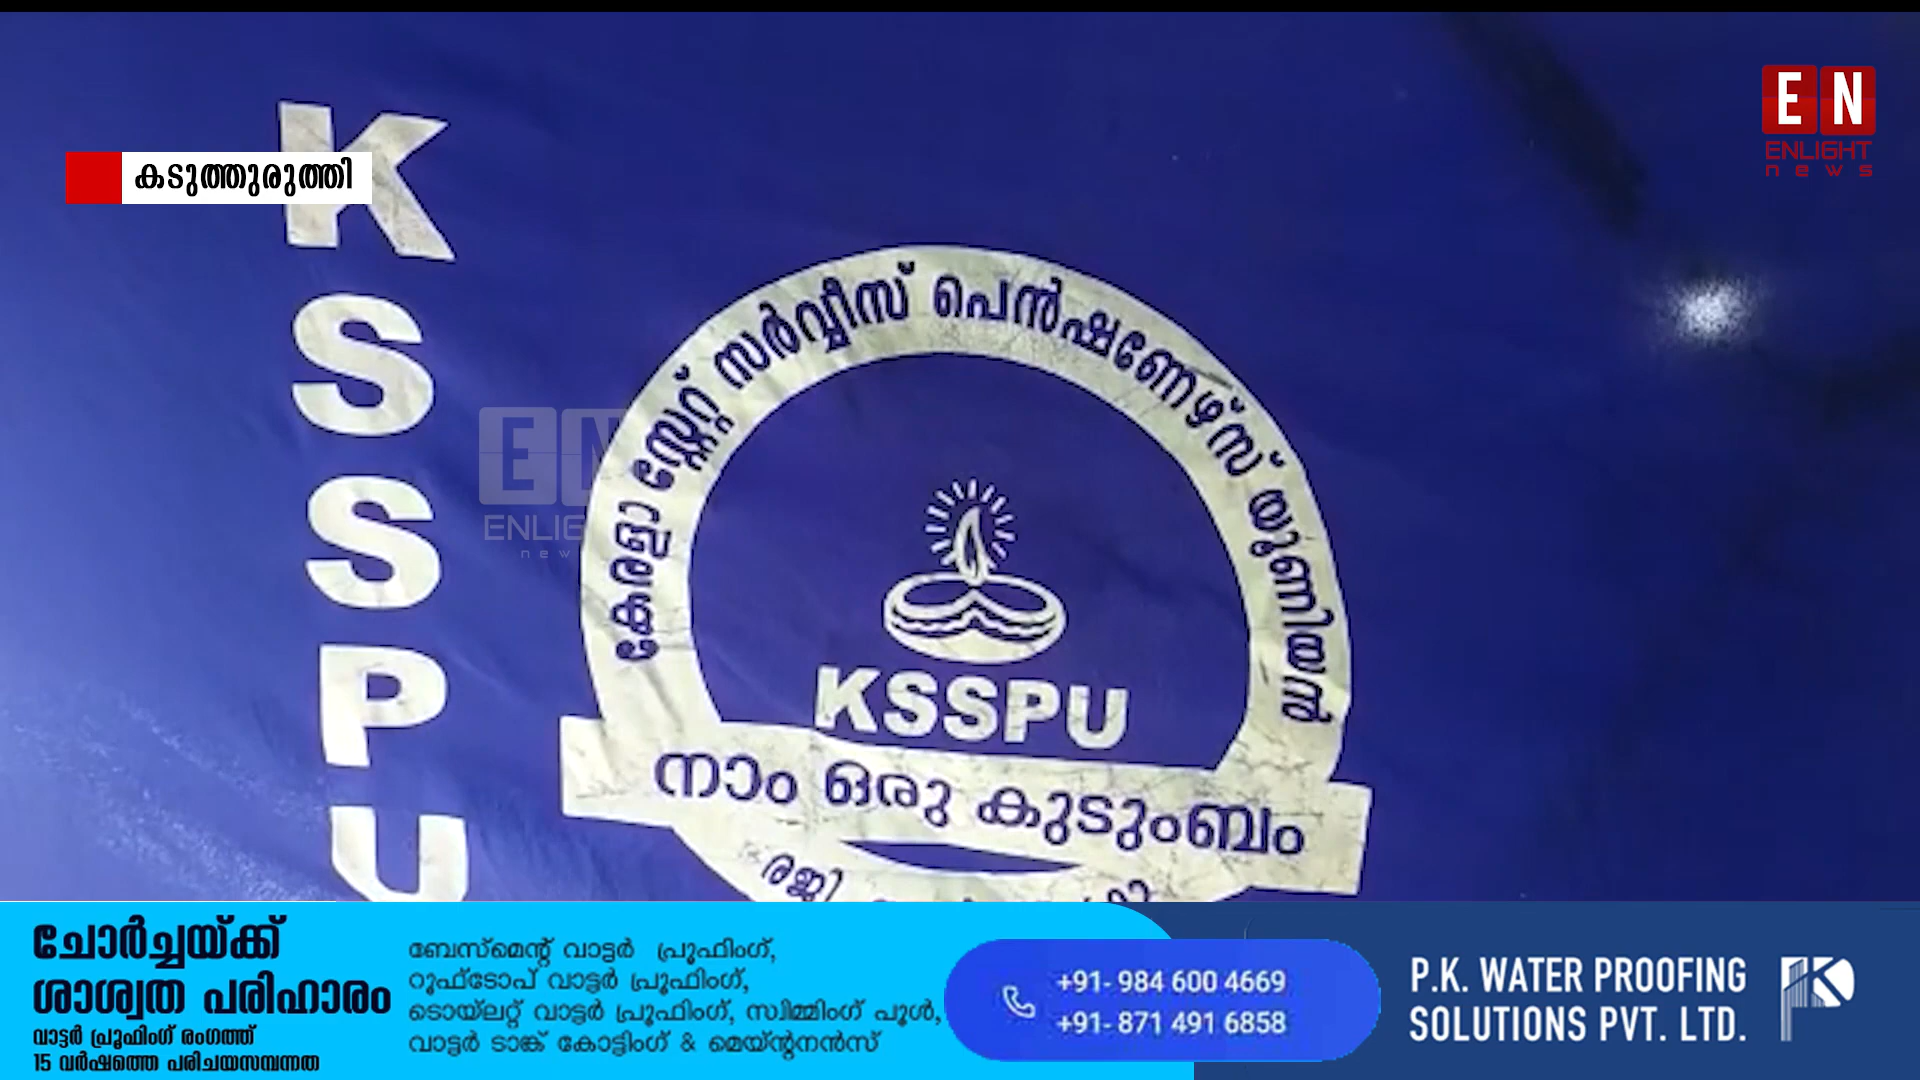 EN
ENLIGHT
news
കടുത്തുരുത്തി
K
S
S
P
U
കേരളാ സ്റ്റേറ്റ് സർവ്വീസ് പെൻഷണേഴ്സ് യൂണിയൻ
KSSPU
നാം ഒരു കുടുംബം
രജി
ചോർച്ചയ്ക്ക്
ശാശ്വത പരിഹാരം
വാട്ടർ പ്രൂഫിംഗ് രംഗത്ത്
15 വർഷത്തെ പരിചയസമ്പന്നത
ബേസ്മെന്റ് വാട്ടർ പ്രൂഫിംഗ്,
റൂഫ്ടോപ് വാട്ടർ പ്രൂഫിംഗ്,
ടൊയ്ലറ്റ് വാട്ടർ പ്രൂഫിംഗ്, സ്വിമ്മിംഗ് പൂൾ,
വാട്ടർ ടാങ്ക് കോട്ടിംഗ് & മെയ്ന്റനൻസ്
+91- 984 600 4669
+91- 871 491 6858
P.K. WATER PROOFING
SOLUTIONS PVT. LTD.